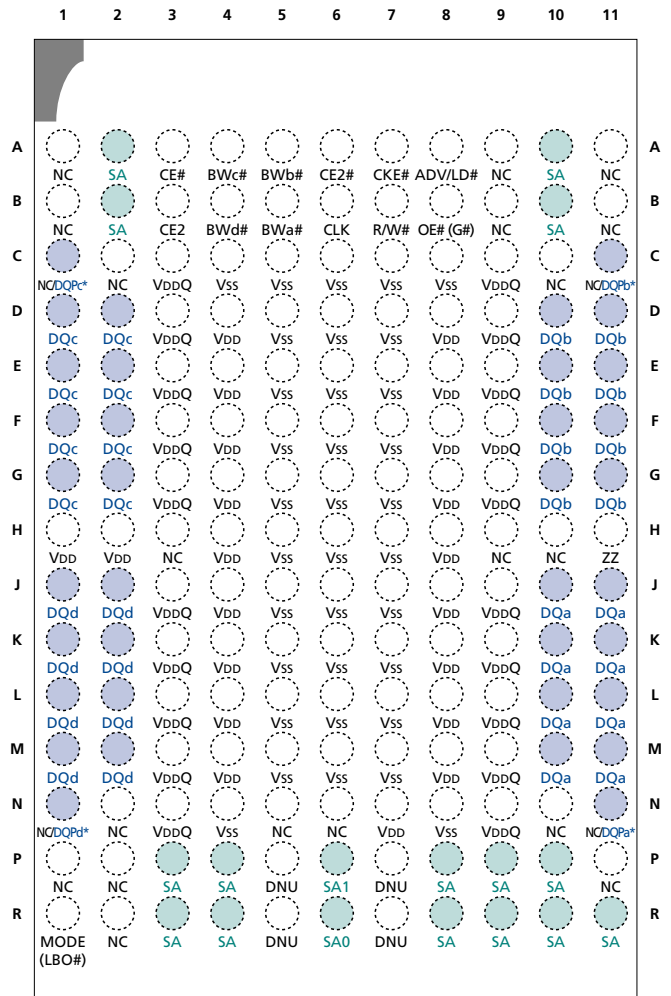 1 2 3 4 5 6 7 8 9 10 11
A A
NC SA CE# BWc# BWb# CE2# CKE# ADV/LD# NC SA NC
B B
NC SA CE2 BWd# BWa# CLK R/W# OE# (G#) NC SA NC
C C
NC/DQPc* NC VDDQ VSS VSS VSS VSS VSS VDDQ NC NC/DQPb*
D D
DQc DQc VDDQ VDD VSS VSS VSS VDD VDDQ DQb DQb
E E
DQc DQc VDDQ VDD VSS VSS VSS VDD VDDQ DQb DQb
F F
DQc DQc VDDQ VDD VSS VSS VSS VDD VDDQ DQb DQb
G G
DQc DQc VDDQ VDD VSS VSS VSS VDD VDDQ DQb DQb
H H
VDD VDD NC VDD VSS VSS VSS VDD NC NC ZZ
J J
DQd DQd VDDQ VDD VSS VSS VSS VDD VDDQ DQa DQa
K K
DQd DQd VDDQ VDD VSS VSS VSS VDD VDDQ DQa DQa
L L
DQd DQd VDDQ VDD VSS VSS VSS VDD VDDQ DQa DQa
M M
DQd DQd VDDQ VDD VSS VSS VSS VDD VDDQ DQa DQa
N N
NC/DQPd* NC VDDQ VSS NC NC VDD VSS VDDQ NC NC/DQPa*
P P
NC NC SA SA DNU SA1 DNU SA SA SA NC
R R
MODE NC SA SA DNU SA0 DNU SA SA SA SA
(LBO#)